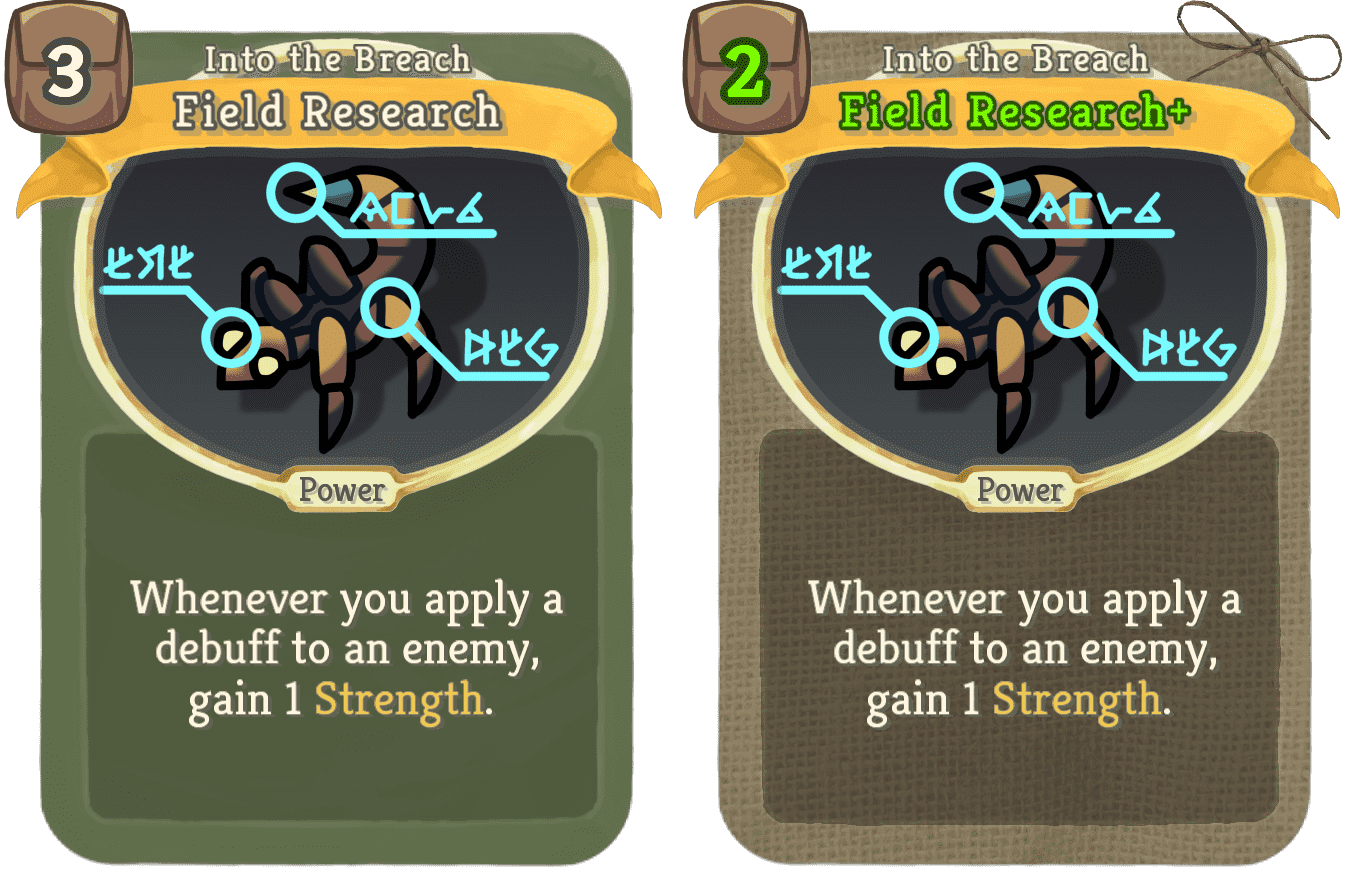 3
Into the Breach
Field Research
Power
Whenever you apply a
debuff to an enemy,
gain 1 Strength.
2
Into the Breach
Field Research+
Power
Whenever you apply a
debuff to an enemy,
gain 1 Strength.